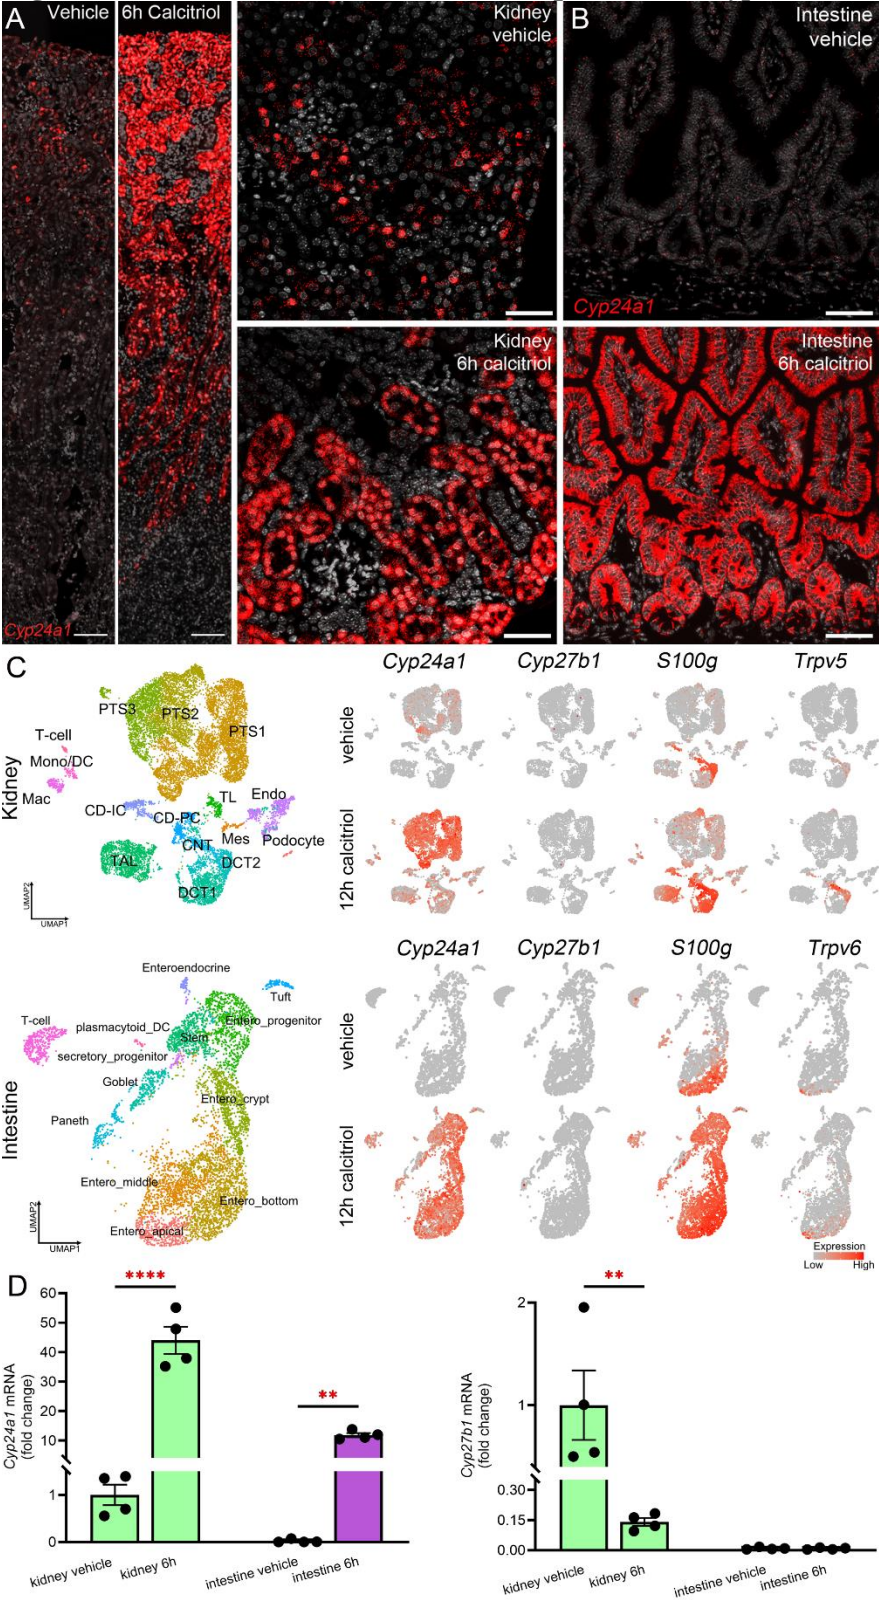 A
Vehicle
6h Calcitriol
Kidney
vehicle
B
Intestine
vehicle
Cyp24a1
Kidney
6h calcitriol
Intestine
6h calcitriol
Cyp24a1
C
Kidney
PTS3
PTS2
PTS1
T-cell
Mono/DC
Mac
CD-IC
CD-PC
TL
Endo
Mes
Podocyte
CNT
TAL
DCT2
DCT1
UMAP2
UMAP1
Cyp24a1
Cyp27b1
S100g
Trpv5
vehicle
12h calcitriol
Intestine
Enteroendocrine
Tuft
T-cell
plasmacytoid_DC
Entero_progenitor
Stem
secretory_progenitor
Goblet
Entero_crypt
Paneth
Entero_middle
Entero_bottom
Entero_apical
UMAP2
UMAP1
Cyp24a1
Cyp27b1
S100g
Trpv6
vehicle
12h calcitriol
Expression
Low
High
D
Cyp24a1 mRNA
(fold change)
60
50
40
30
20
10
1
0
****
**
kidney vehicle
kidney 6h
intestine vehicle
intestine 6h
Cyp27b1 mRNA
(fold change)
2
1
0.30
0.15
0.00
**
kidney vehicle
kidney 6h
intestine vehicle
intestine 6h